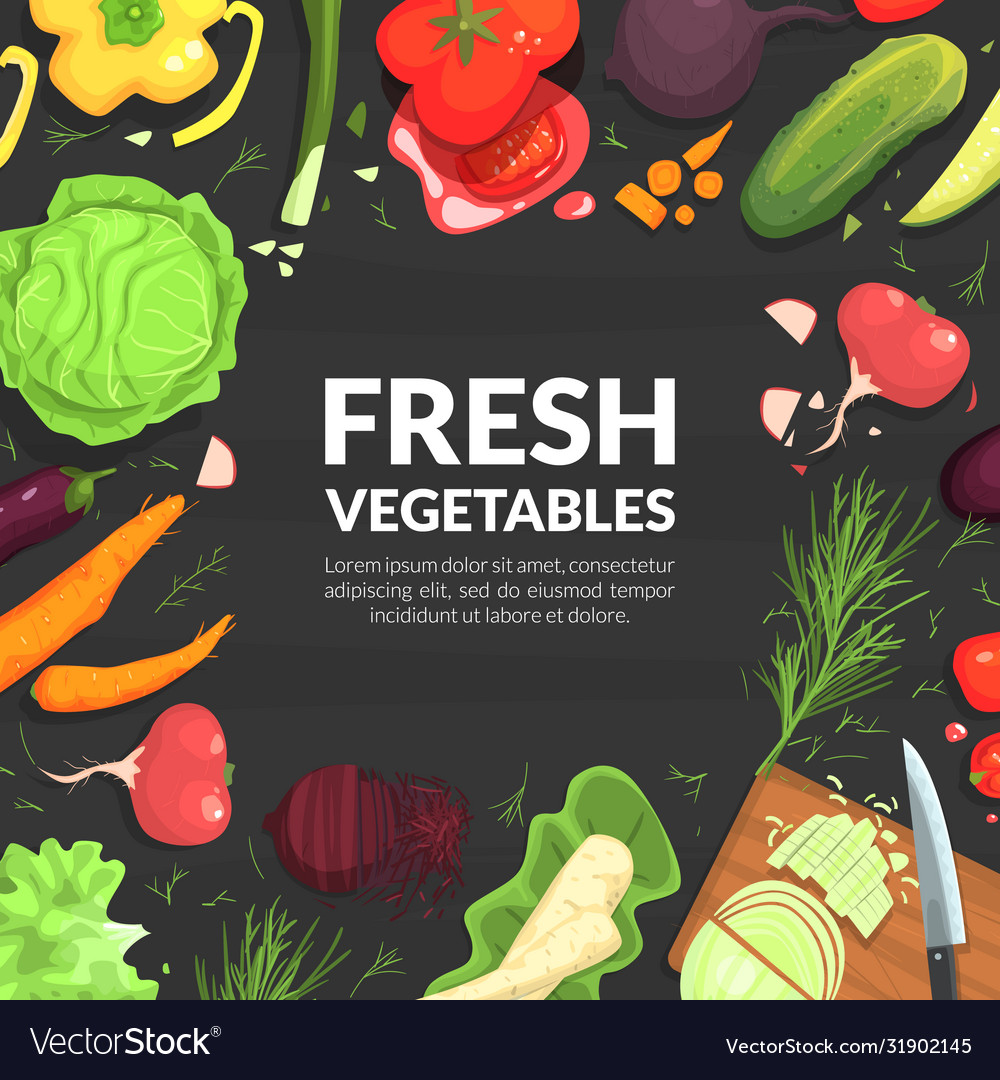 FRESH
VEGETABLES
Lorem ipsum dolor sit amet, consectetur
adipiscing elit, sed do eiusmod tempor
incididunt ut labore et dolore.
VectorStock®
VectorStock.com/31902145